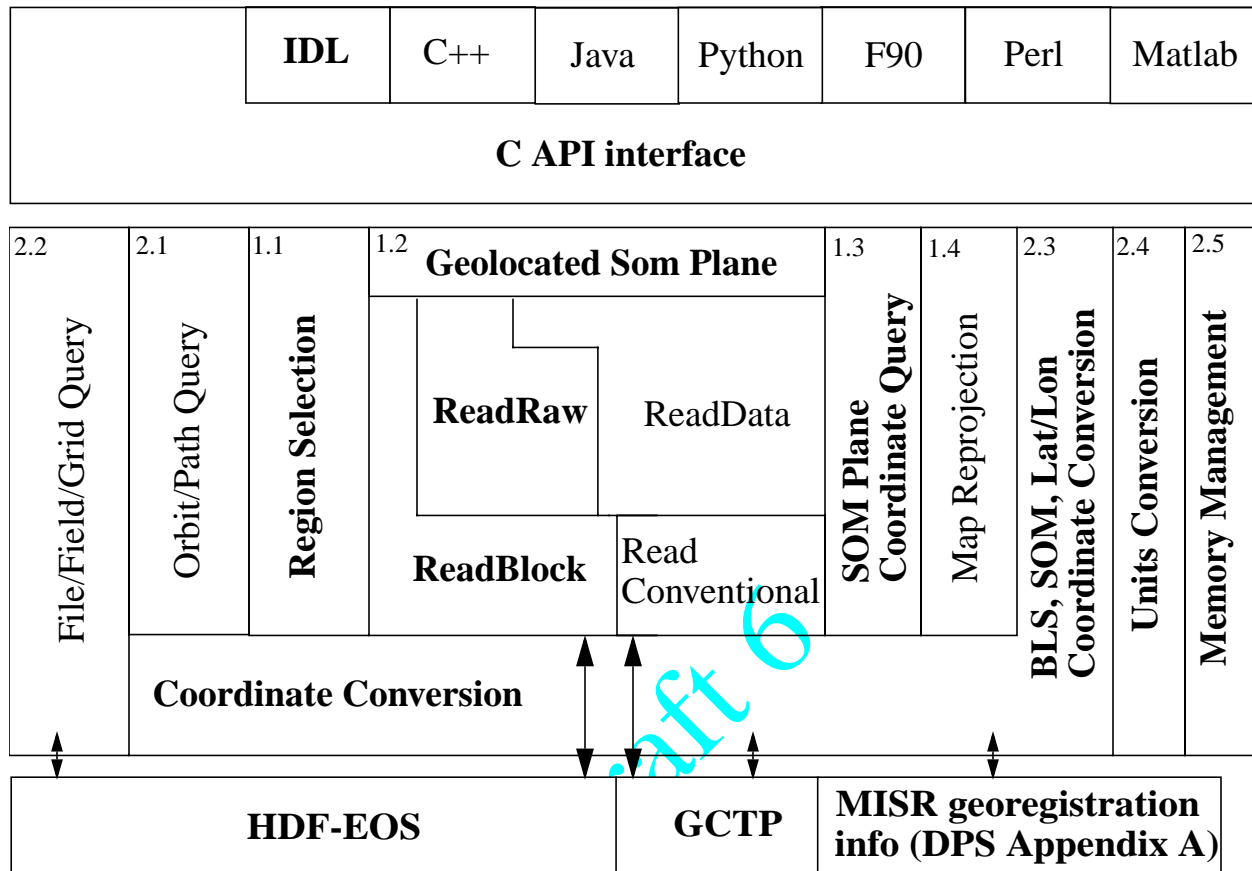 IDL
C++
Java
Python
F90
Perl
Matlab
C API interface
2.2
File/Field/Grid Query
2.1
Orbit/Path Query
1.1
Region Selection
1.2
Geolocated Som Plane
ReadRaw
ReadData
ReadBlock
Read
Conventional
1.3
SOM Plane
Coordinate Query
1.4
Map Reprojection
2.3
BLS, SOM, Lat/Lon
Coordinate Conversion
2.4
Units Conversion
2.5
Memory Management
Coordinate Conversion
aft 6
HDF-EOS
GCTP
MISR georegistration
info (DPS Appendix A)